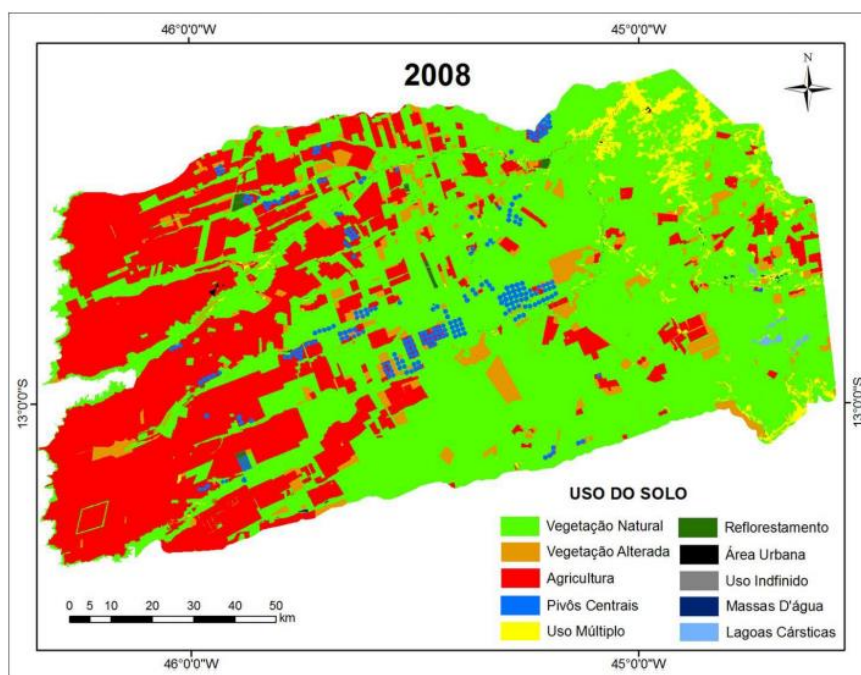 46°0'0"W
45°0'0"W
2008
N
13°0'0"S
13°0'0"S
USO DO SOLO
Vegetação Natural
Vegetação Alterada
Agricultura
Pivôs Centrais
Uso Múltiplo
Reflorestamento
Área Urbana
Uso Indfinido
Massas D'água
Lagoas Cársticas
0 5 10 20 30 40 50
km
46°0'0"W
45°0'0"W